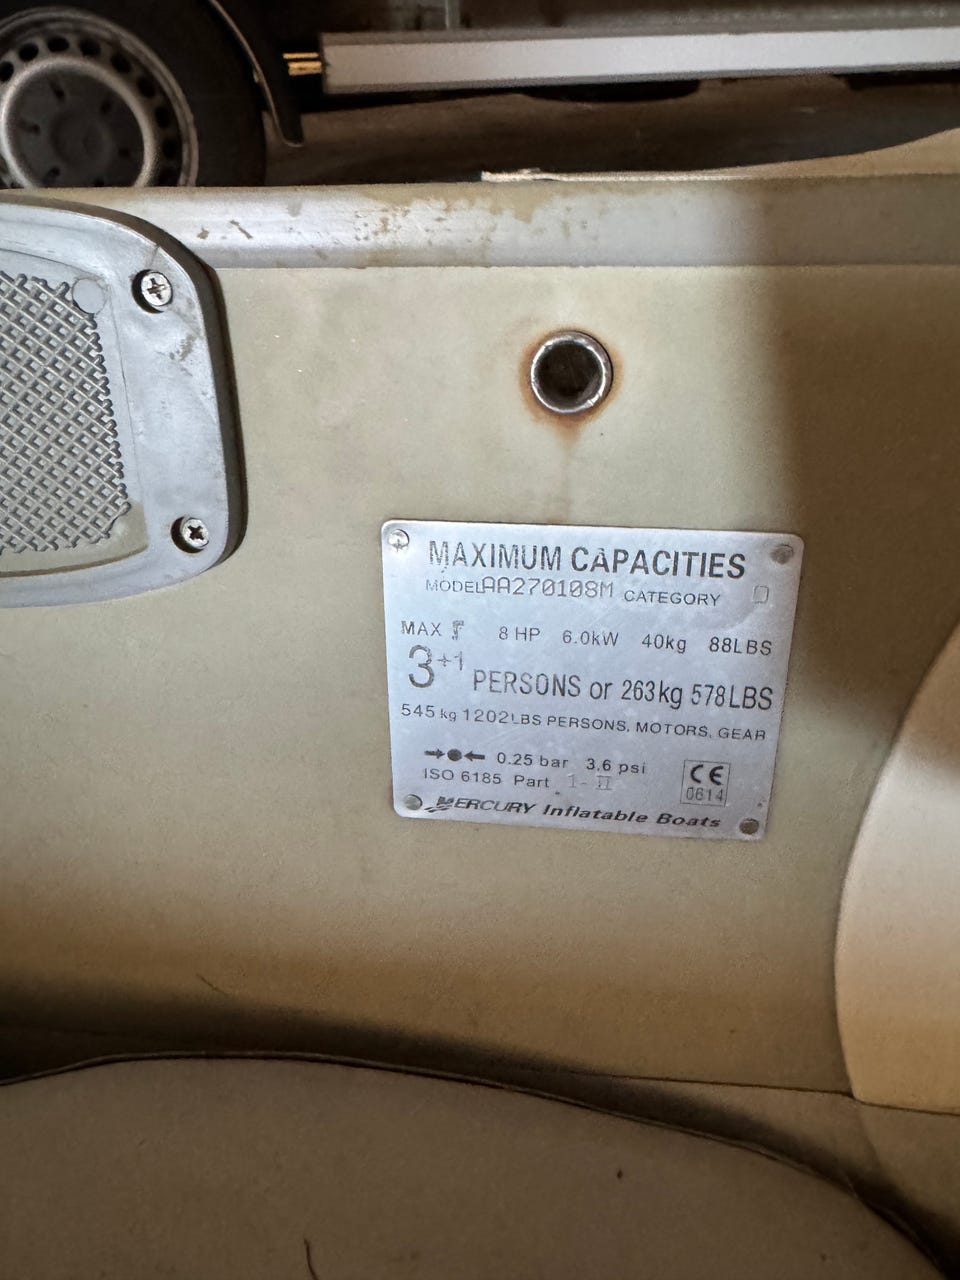 MAXIMUM CAPACITIES
MODEL AA270108M CATEGORY D
MAX 8 HP 6.0kW 40kg 88LBS
3+1 PERSONS or 263kg 578LBS
545 kg 1202LBS PERSONS, MOTORS, GEAR
0.25 bar 3.6 psi
ISO 6185 Part 1-II
CE
0614
MERCURY Inflatable Boats